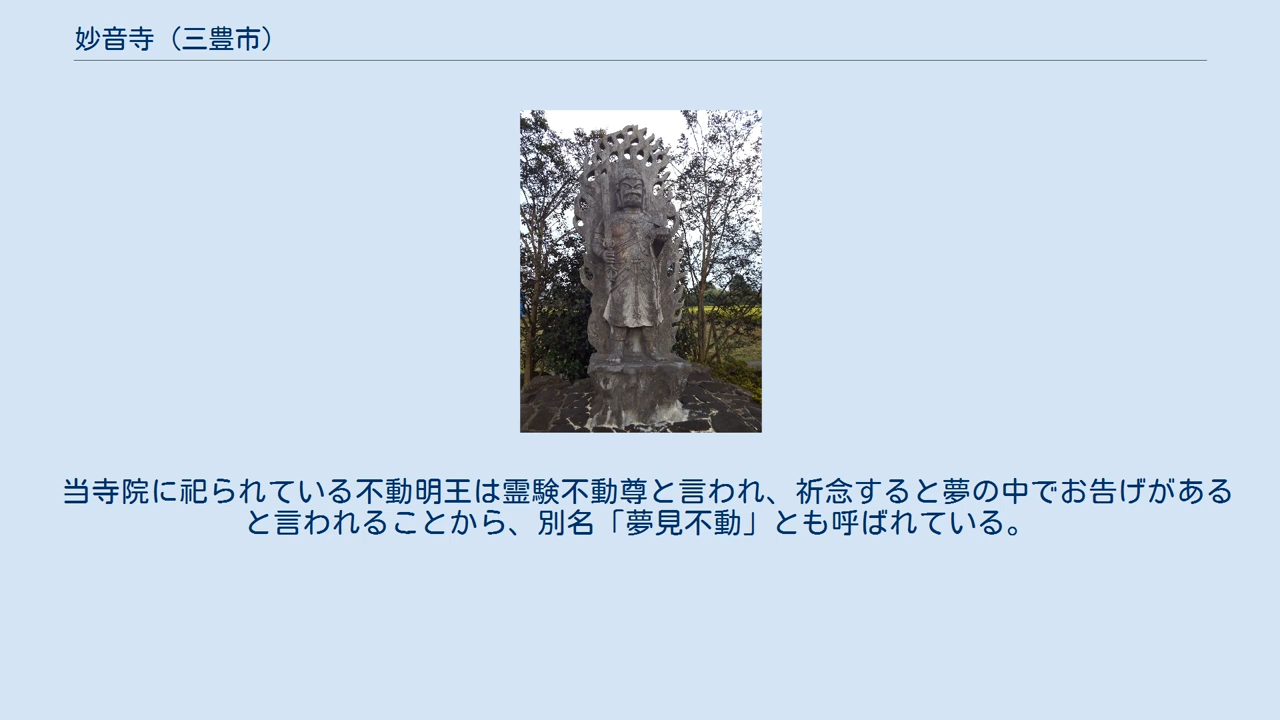 妙音寺（三豊市）
当寺院に祀られている不動明王は霊験不動尊と言われ、祈念すると夢の中でお告げがある
と言われることから、別名「夢見不動」とも呼ばれている。